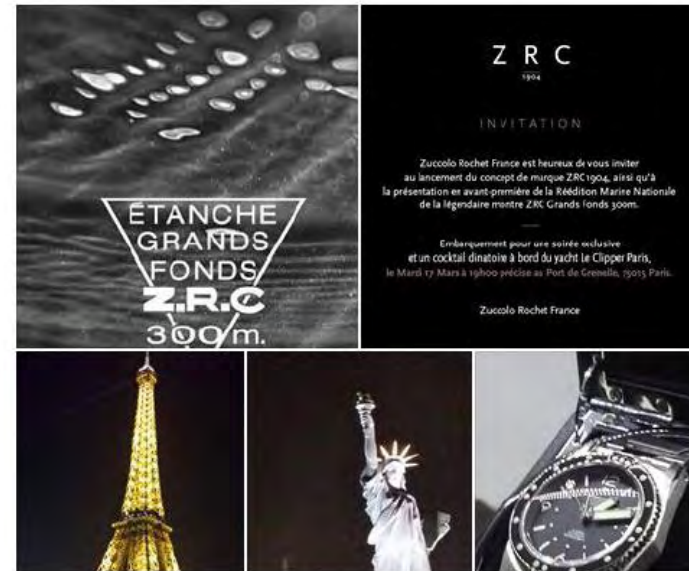 ÉTANCHE
GRANDS
FONDS
Z.R.C
300m.
Z R C
1904
INVITATION
Zuccolo Rochet France est heureux de vous inviter
au lancement du concept de marque ZRC1904, ainsi qu'à
la présentation en avant-première de la Réédition Marine Nationale
de la légendaire montre ZRC Grands Fonds 300m.
Embarquement pour une soirée exclusive
et un cocktail dinatoire à bord du yacht Le Clipper Paris,
le Mardi 17 Mars à 19h00 précise au Port de Grenelle, 75015 Paris.
Zuccolo Rochet France